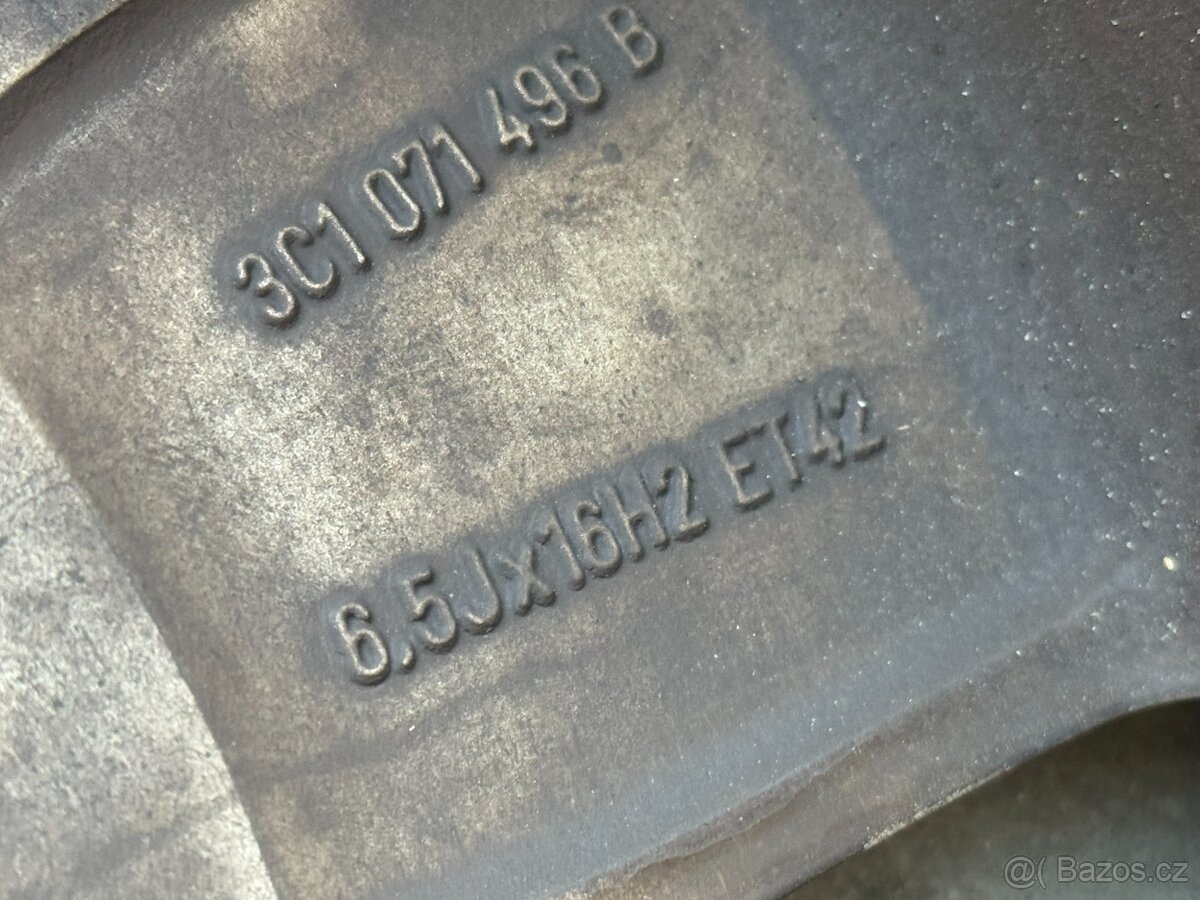 3C1 071 496 B
6,5Jx16H2 ET42
@( Bazos.cz